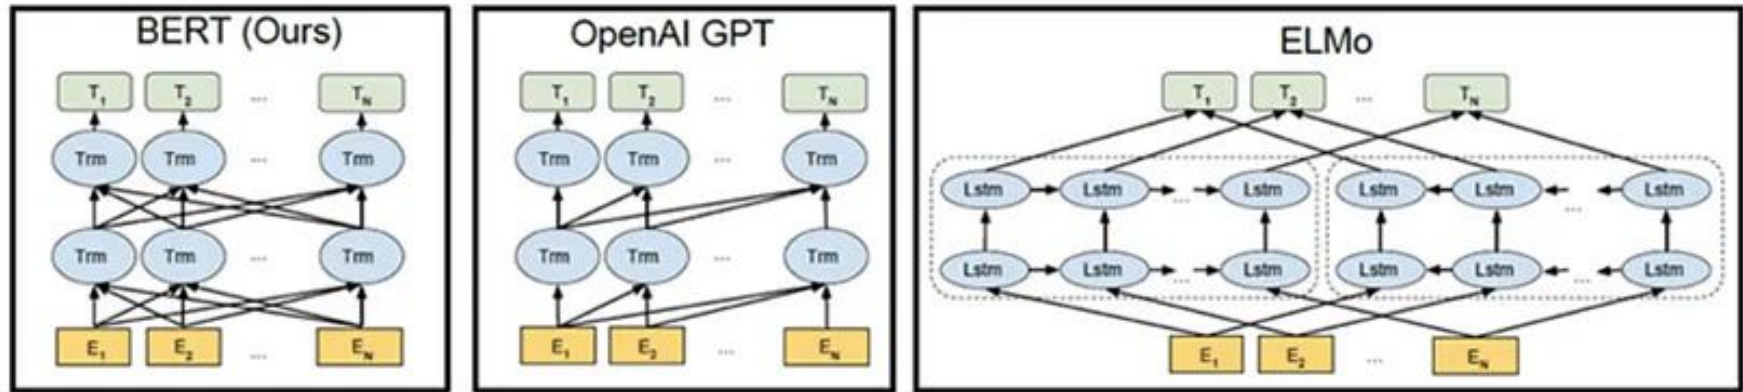 BERT (Ours)
T1 T2 ... TN
Trm Trm ... Trm
Trm Trm ... Trm
E1 E2 ... EN
OpenAI GPT
T1 T2 ... TN
Trm Trm ... Trm
Trm Trm ... Trm
E1 E2 ... EN
ELMo
T1 T2 ... TN
Lstm Lstm ... Lstm Lstm Lstm ... Lstm
Lstm Lstm ... Lstm Lstm Lstm ... Lstm
E1 E2 ... EN